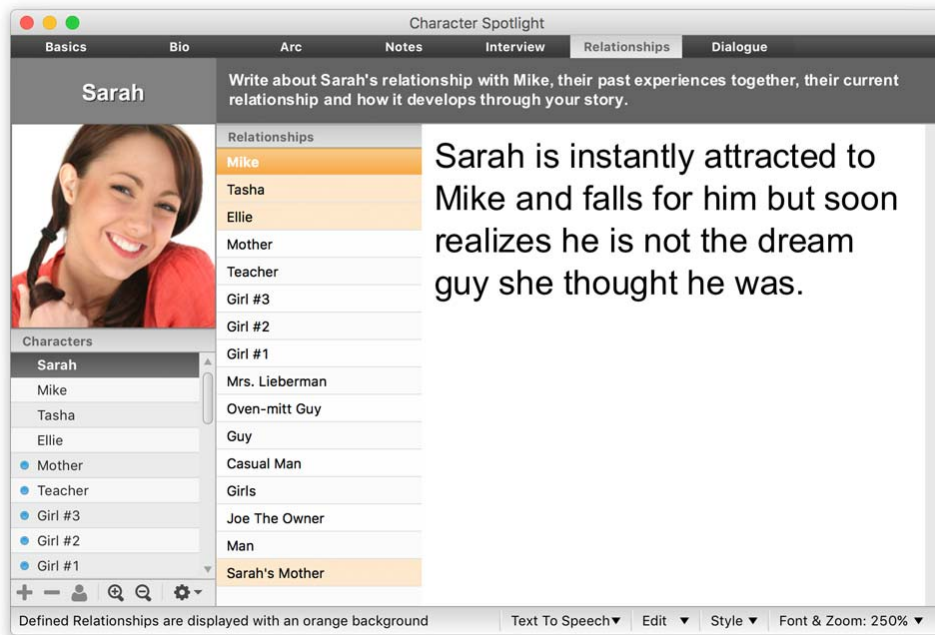 Character Spotlight
Basics Bio Arc Notes Interview Relationships Dialogue
Sarah
Write about Sarah's relationship with Mike, their past experiences together, their current
relationship and how it develops through your story.
Relationships
Mike
Tasha
Ellie
Mother
Teacher
Girl #3
Girl #2
Girl #1
Mrs. Lieberman
Oven-mitt Guy
Guy
Casual Man
Girls
Joe The Owner
Man
Sarah's Mother
Sarah is instantly attracted to
Mike and falls for him but soon
realizes he is not the dream
guy she thought he was.
Characters
Sarah
Mike
Tasha
Ellie
Mother
Teacher
Girl #3
Girl #2
Girl #1
Defined Relationships are displayed with an orange background
Text To Speech▼ Edit ▼ Style ▼ Font & Zoom: 250% ▼